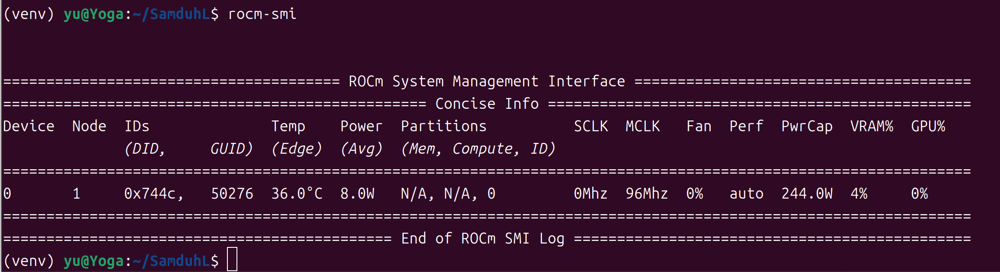 (venv) yu@Yoga:~/SamduhL$ rocm-smi
======================================= ROCm System Management Interface =======================================
================================================= Concise Info =================================================
Device  Node  IDs              Temp    Power  Partitions          SCLK  MCLK   Fan  Perf  PwrCap  VRAM%  GPU%
              (DID,     GUID)  (Edge)  (Avg)  (Mem, Compute, ID)
================================================================================================================
0       1     0x744c,   50276  36.0°C  8.0W   N/A, N/A, 0         0Mhz  96Mhz  0%   auto  244.0W  4%     0%
================================================================================================================
============================================= End of ROCm SMI Log ==============================================
(venv) yu@Yoga:~/SamduhL$